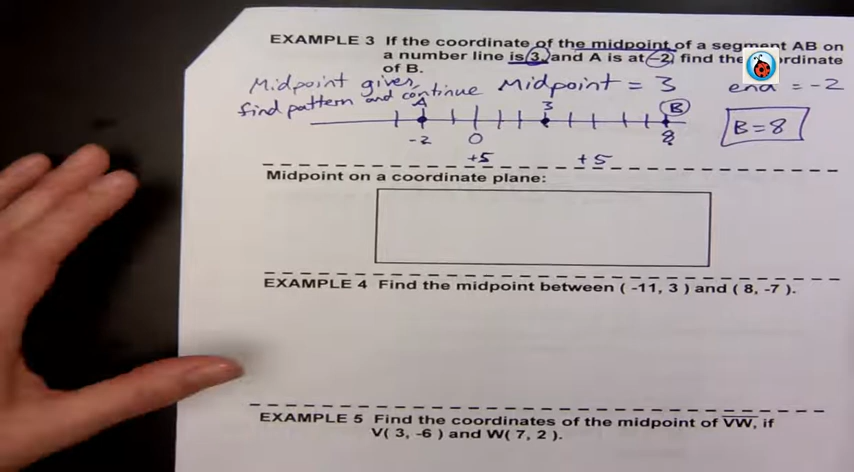 EXAMPLE 3 If the coordinate of the midpoint of a segment AB on
a number line is 3 and A is at -2, find the ordinate
of B.
Midpoint given, Midpoint = 3 end = -2
find pattern and continue
A 3 B
-2 0 8
+5 +5
B = 8
Midpoint on a coordinate plane:
EXAMPLE 4 Find the midpoint between ( -11, 3 ) and ( 8, -7 ).
EXAMPLE 5 Find the coordinates of the midpoint of VW, if
V( 3, -6 ) and W( 7, 2 ).